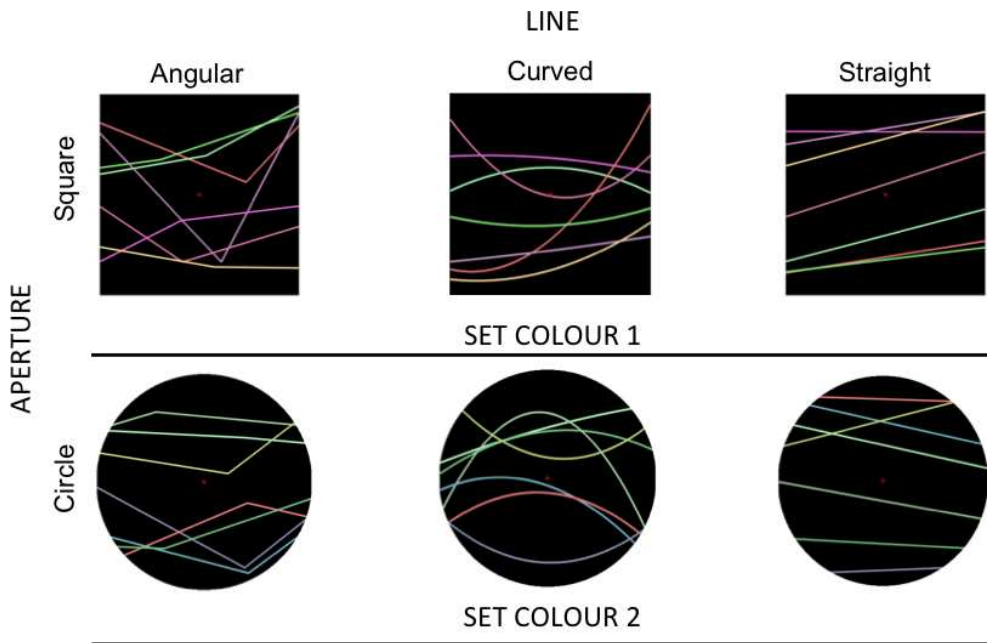 LINE
Angular Curved Straight
Square
SET COLOUR 1
APERTURE
Circle
SET COLOUR 2